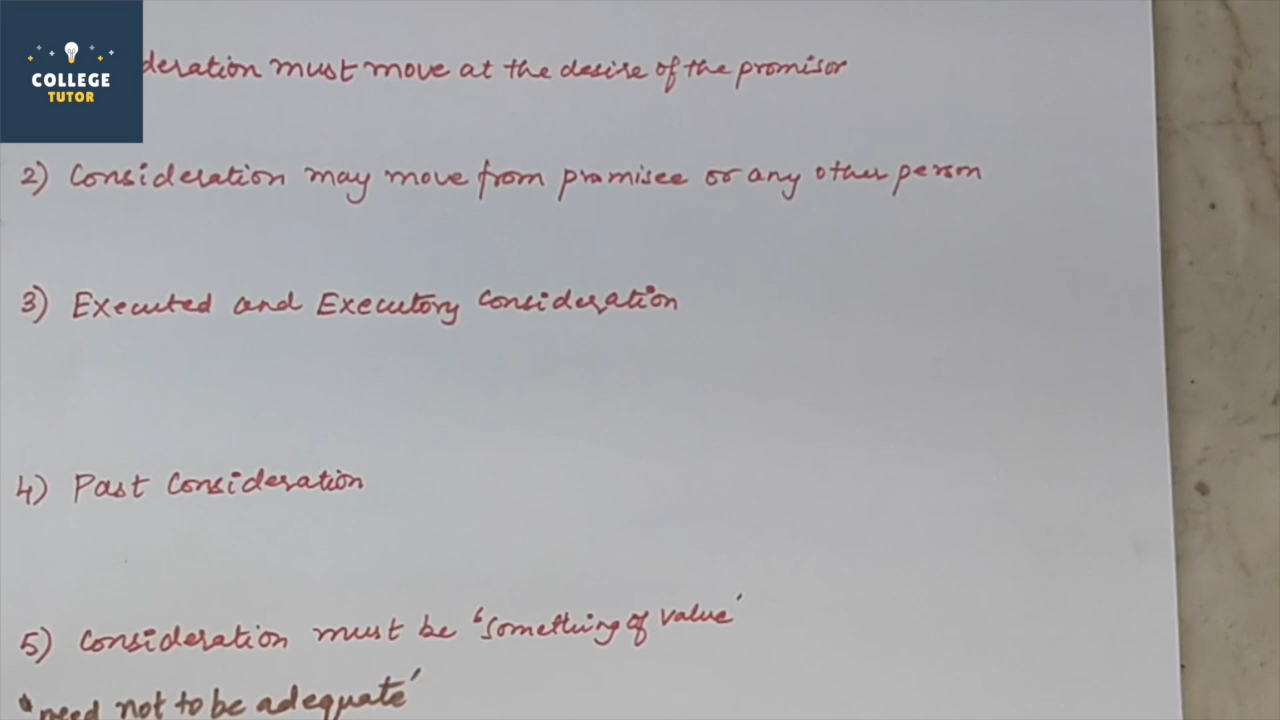 COLLEGE
TUTOR
deration must move at the desire of the promisor
2) Consideration may move from promisee or any other person
3) Executed and Executory Consideration
4) Past Consideration
5) Consideration must be 'Something of value'
'need not to be adequate'